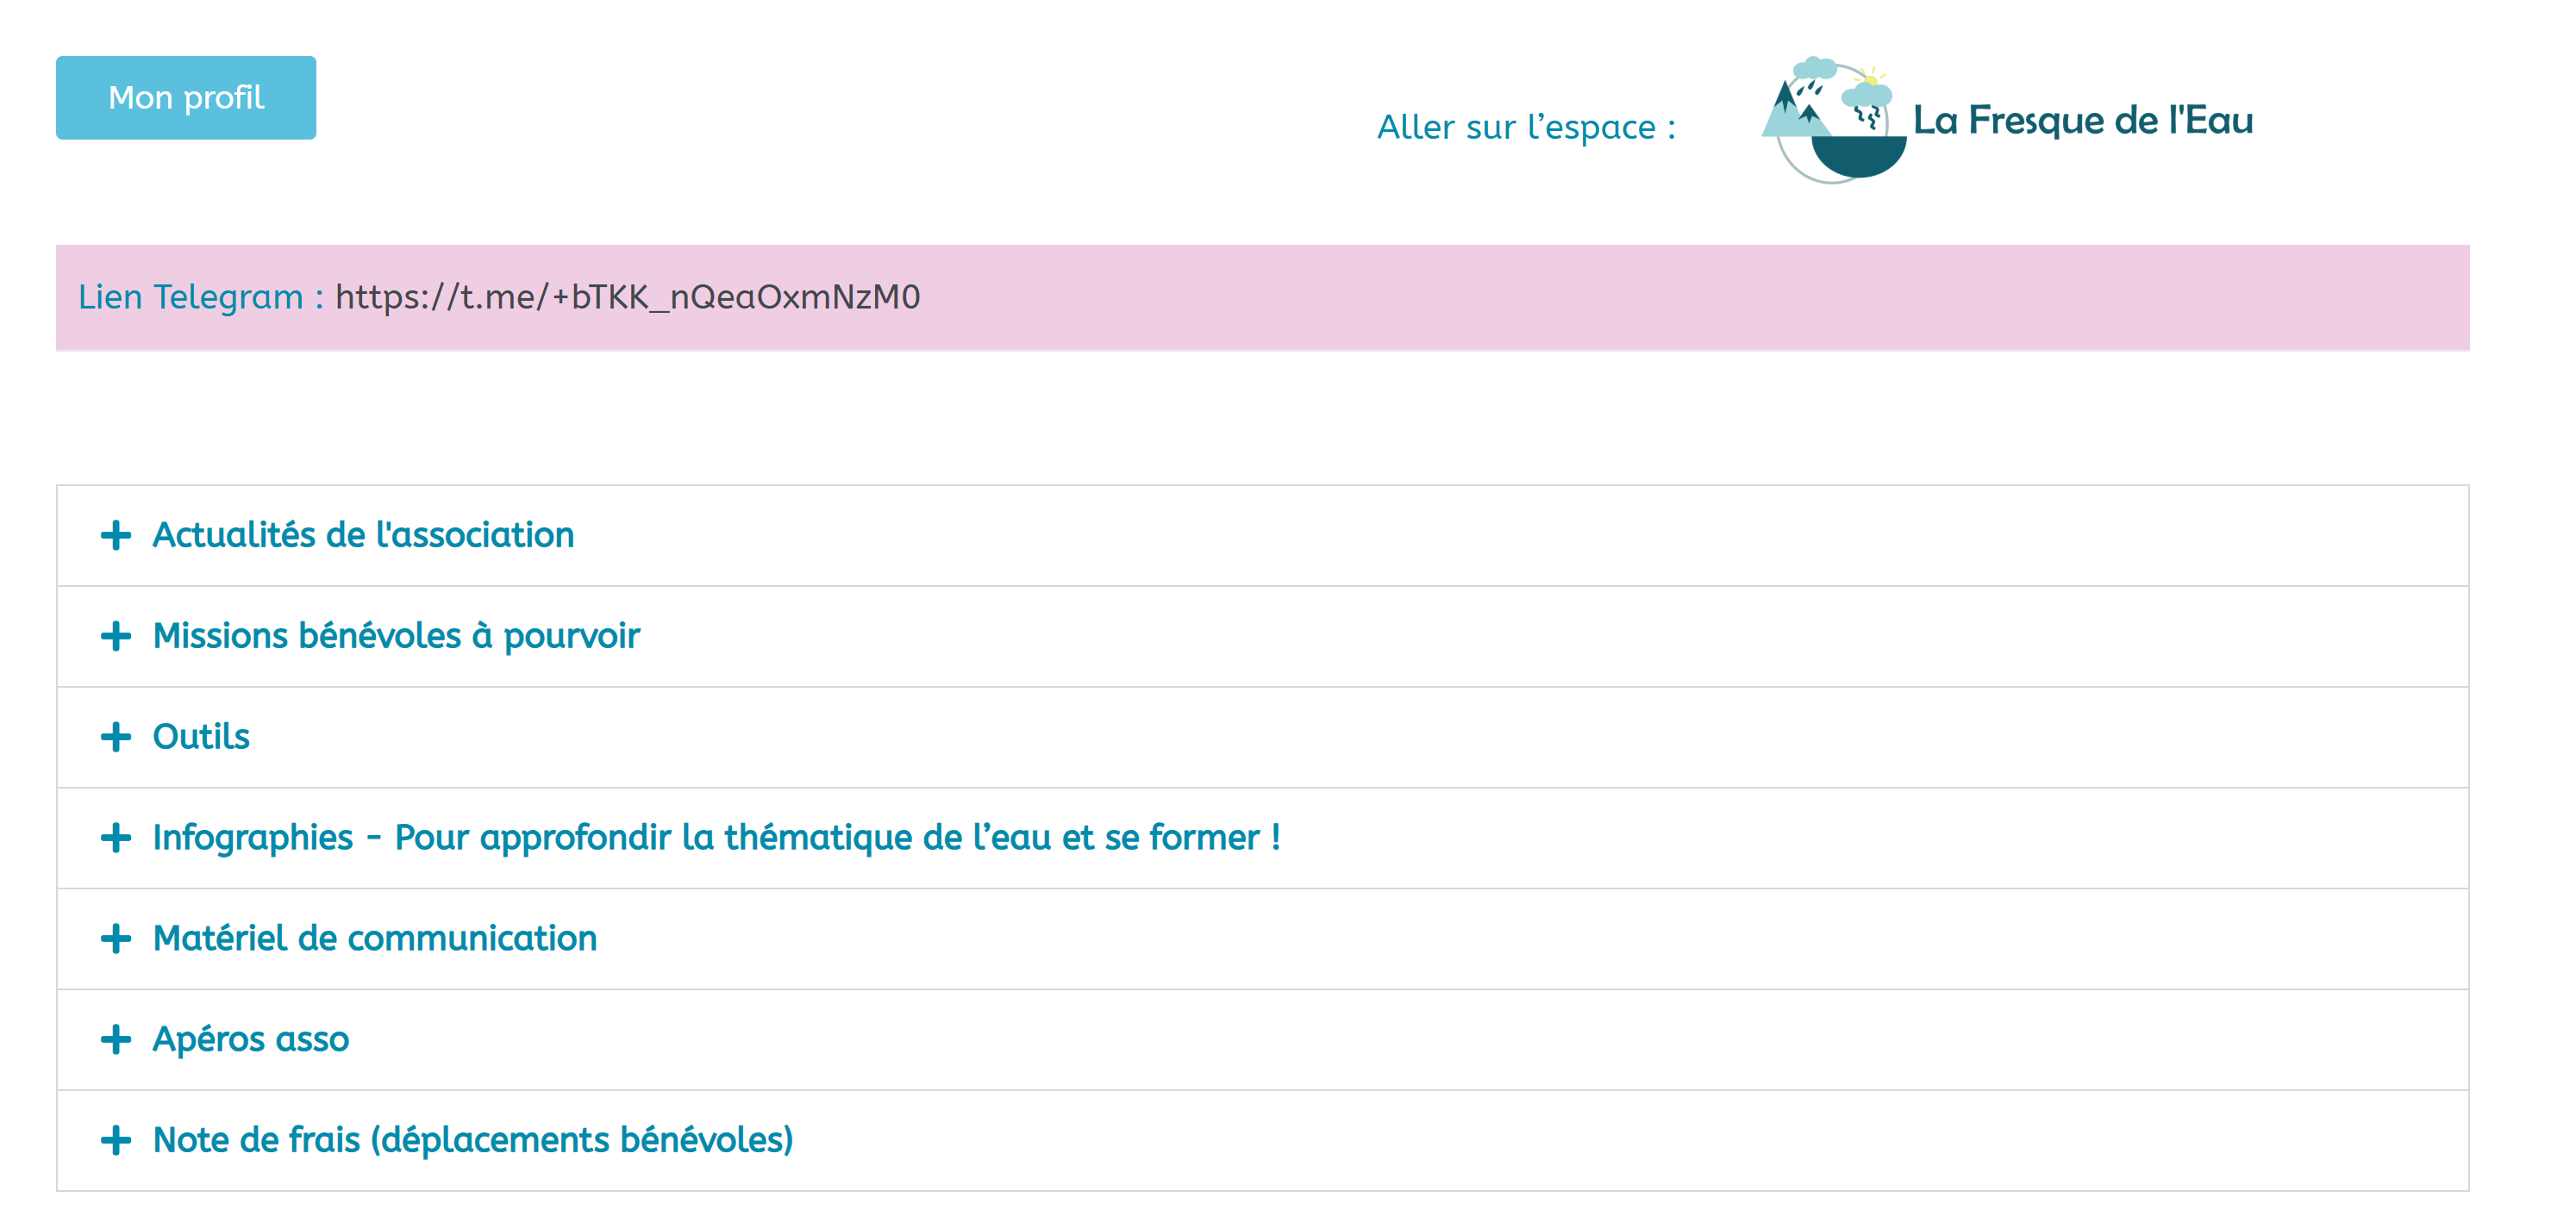 Mon profil
Aller sur l’espace :
La Fresque de l'Eau
Lien Telegram : https://t.me/+bTKK_nQeaOxmNzM0
Actualités de l'association
Missions bénévoles à pourvoir
Outils
Infographies - Pour approfondir la thématique de l’eau et se former !
Matériel de communication
Apéros asso
Note de frais (déplacements bénévoles)